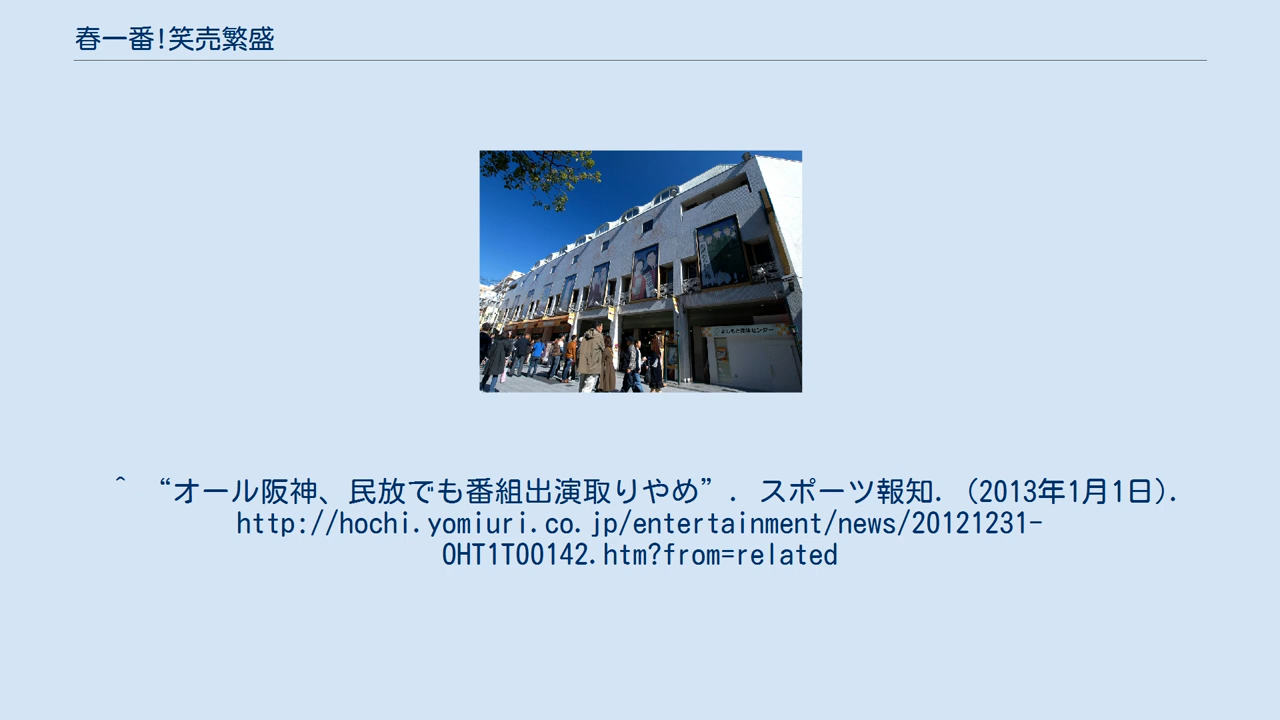 春一番!笑売繁盛
^ “オール阪神、民放でも番組出演取りやめ”. スポーツ報知. (2013年1月1日).
http://hochi.yomiuri.co.jp/entertainment/news/20121231-
OHT1T00142.htm?from=related